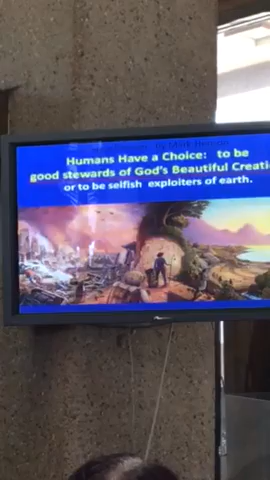 Humans Have a Choice: to be
good stewards of God's Beautiful Creati
or to be selfish exploiters of earth.